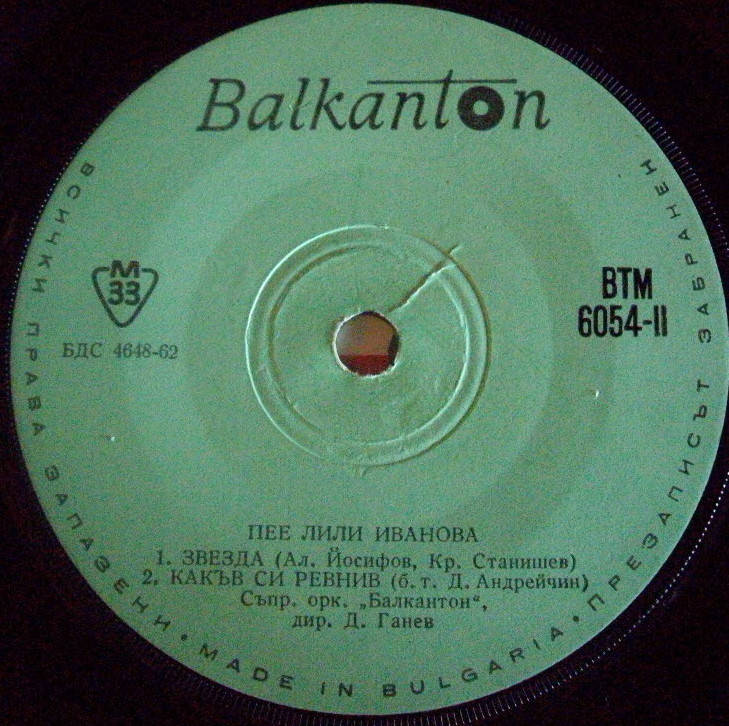 Balkanton
ВСИЧКИ ПРАВА ЗАПАЗЕНИ • MADE IN BULGARIA • ПРЕЗАПИСЪТ ЗАБРАНЕН
М
33
БДС 4648-62
ВТМ
6054-II
ПЕЕ ЛИЛИ ИВАНОВА
1. ЗВЕЗДА (Ал. Йосифов, Кр. Станишев)
2. КАКЪВ СИ РЕВНИВ (б. т. Д. Андрейчин)
Съпр. орк. „Балкантон“,
дир. Д. Ганев